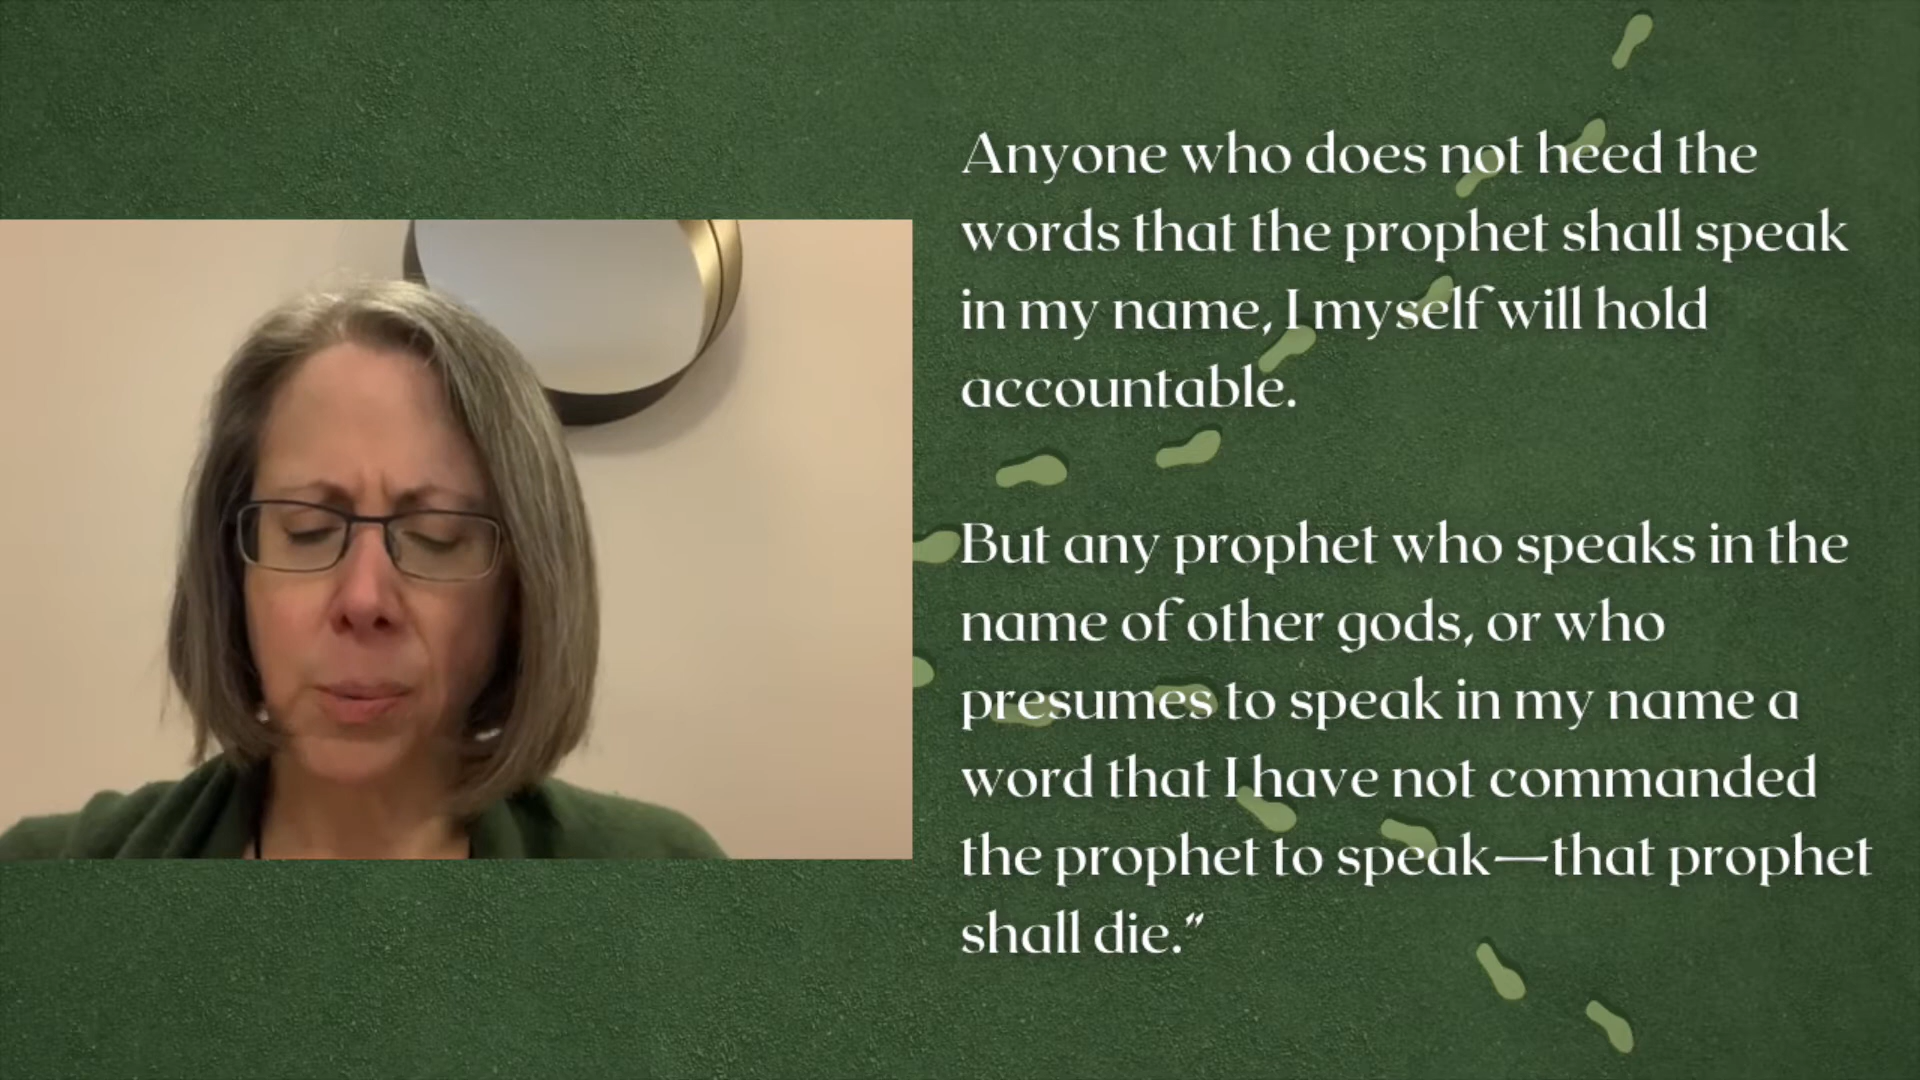 Anyone who does not heed the
words that the prophet shall speak
in my name, I myself will hold
accountable.
But any prophet who speaks in the
name of other gods, or who
presumes to speak in my name a
word that I have not commanded
the prophet to speak—that prophet
shall die.”